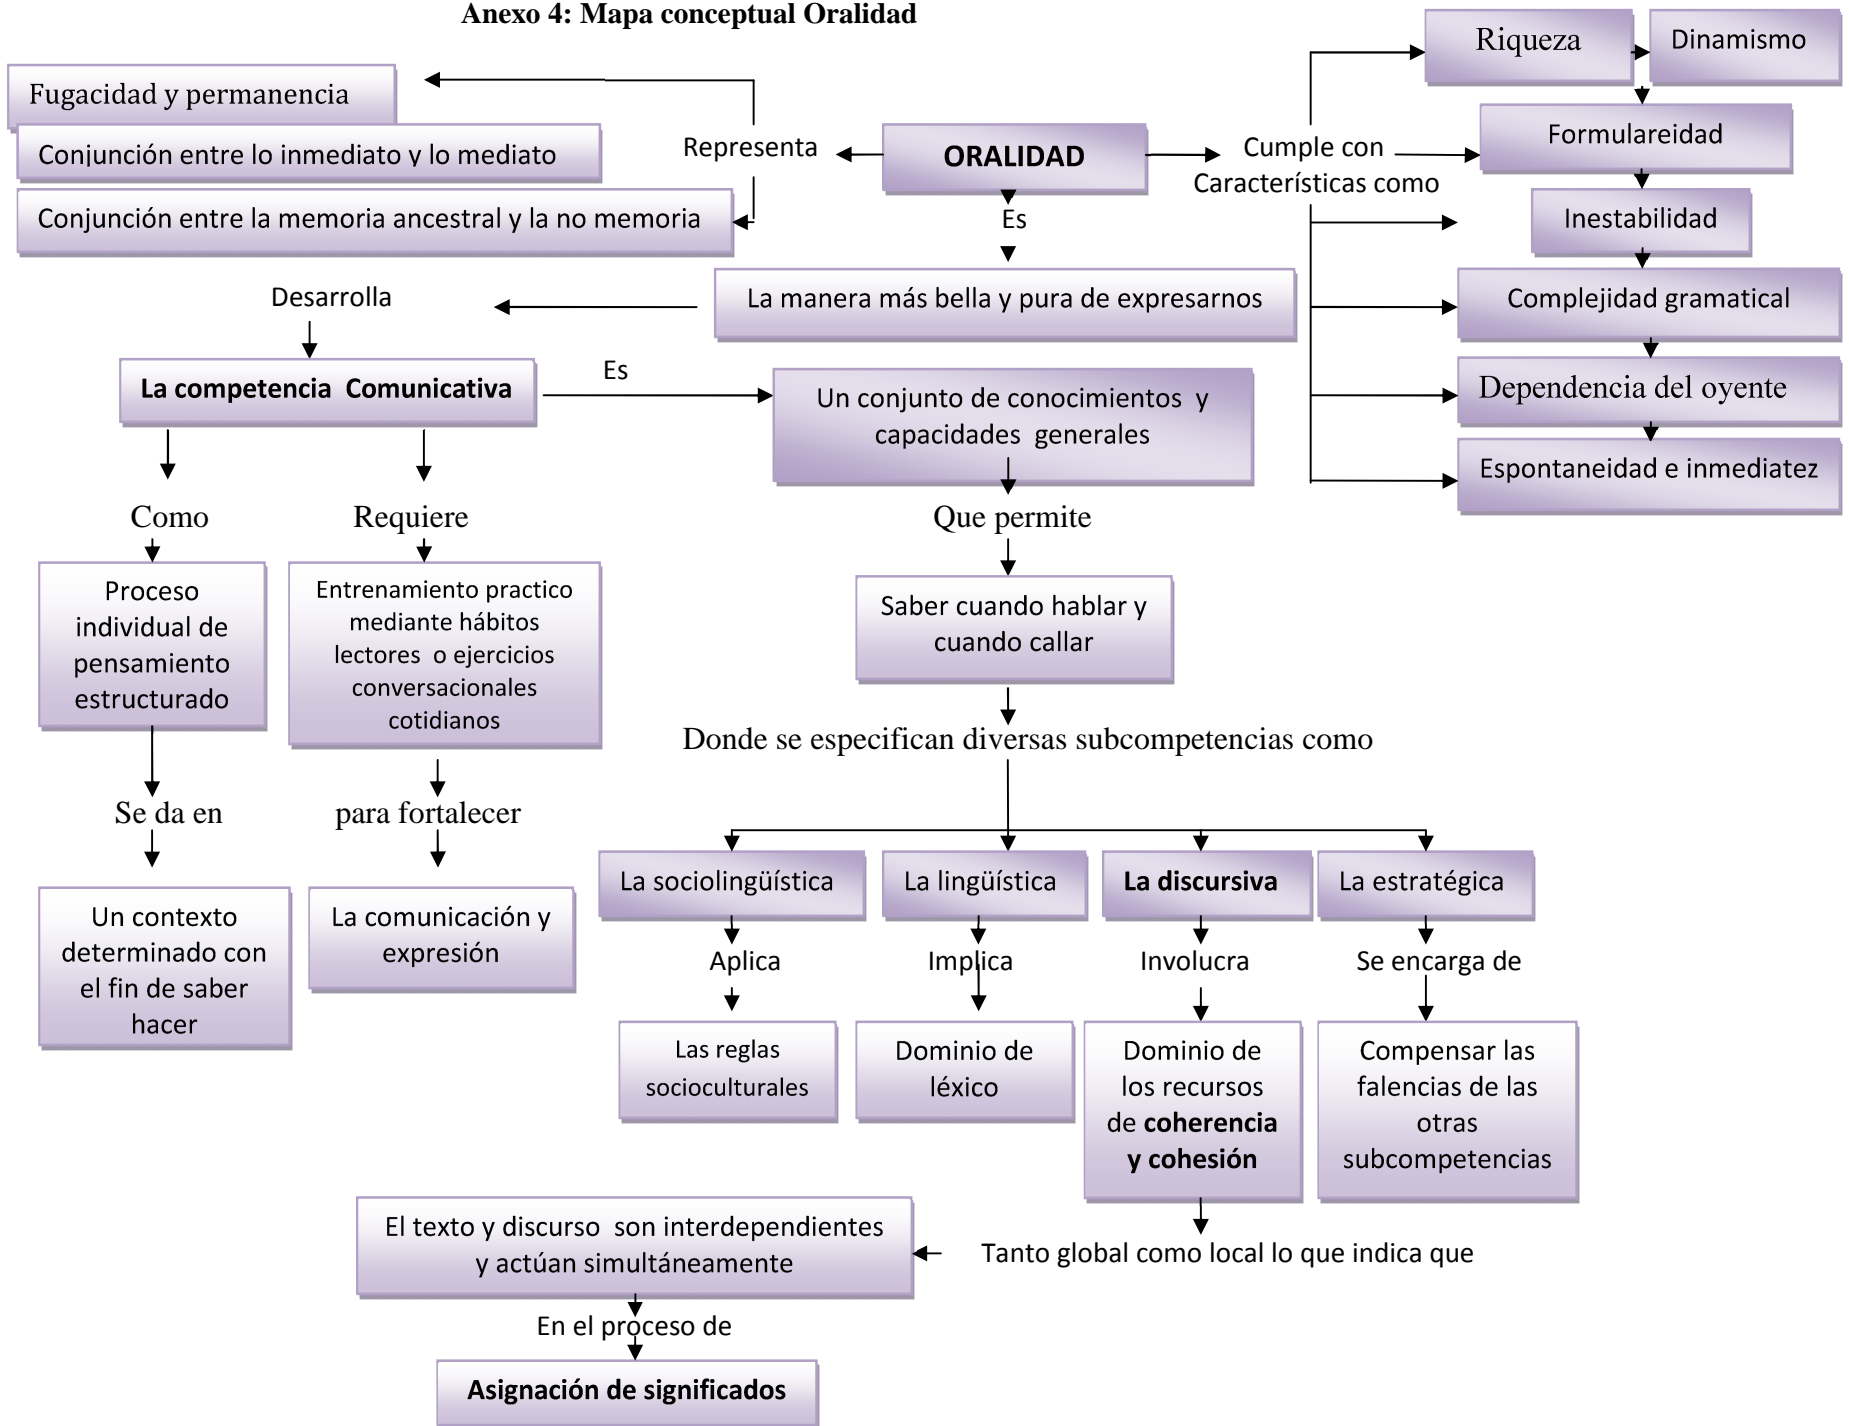 Anexo 4: Mapa conceptual Oralidad
Riqueza
Dinamismo
Fugacidad y permanencia
Formulareidad
Conjunción entre lo inmediato y lo mediato
Representa
ORALIDAD
Cumple con
Características como
Conjunción entre la memoria ancestral y la no memoria
Es
Inestabilidad
Desarrolla
La manera más bella y pura de expresarnos
Complejidad gramatical
La competencia Comunicativa
Es
Un conjunto de conocimientos y
capacidades generales
Dependencia del oyente
Espontaneidad e inmediatez
Como
Requiere
Que permite
Proceso
individual de
pensamiento
estructurado
Entrenamiento practico
mediante hábitos
lectores o ejercicios
conversacionales
cotidianos
Saber cuando hablar y
cuando callar
Donde se especifican diversas subcompetencias como
Se da en
para fortalecer
Un contexto
determinado con
el fin de saber
hacer
La comunicación y
expresión
La sociolingüística
La lingüística
La discursiva
La estratégica
Aplica
Implica
Involucra
Se encarga de
Las reglas
socioculturales
Dominio de
léxico
Dominio de
los recursos
de coherencia
y cohesión
Compensar las
falencias de las
otras
subcompetencias
El texto y discurso son interdependientes
y actúan simultáneamente
Tanto global como local lo que indica que
En el proceso de
Asignación de significados